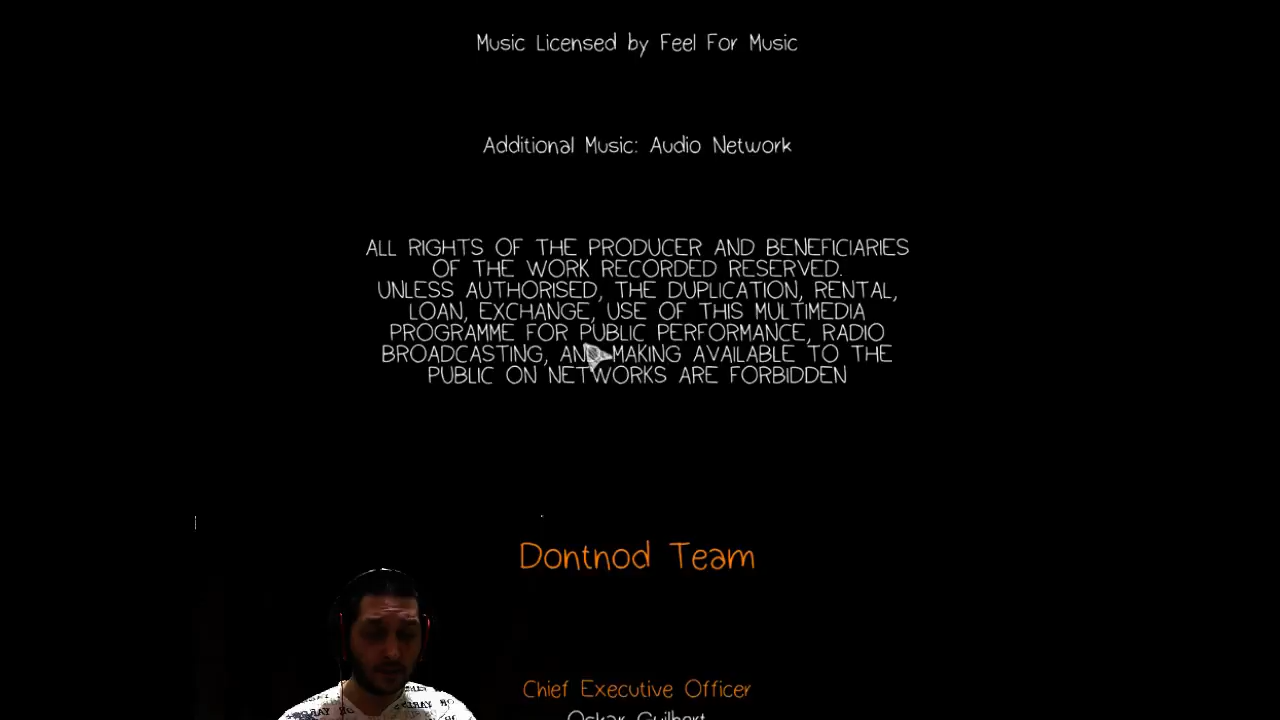 Music Licensed by Feel For Music
Additional Music: Audio Network
ALL RIGHTS OF THE PRODUCER AND BENEFICIARIES
OF THE WORK RECORDED RESERVED.
UNLESS AUTHORISED, THE DUPLICATION, RENTAL,
LOAN, EXCHANGE, USE OF THIS MULTIMEDIA
PROGRAMME FOR PUBLIC PERFORMANCE, RADIO
BROADCASTING, AND MAKING AVAILABLE TO THE
PUBLIC ON NETWORKS ARE FORBIDDEN
Dontnod Team
Chief Executive Officer
Oskar Guilbert